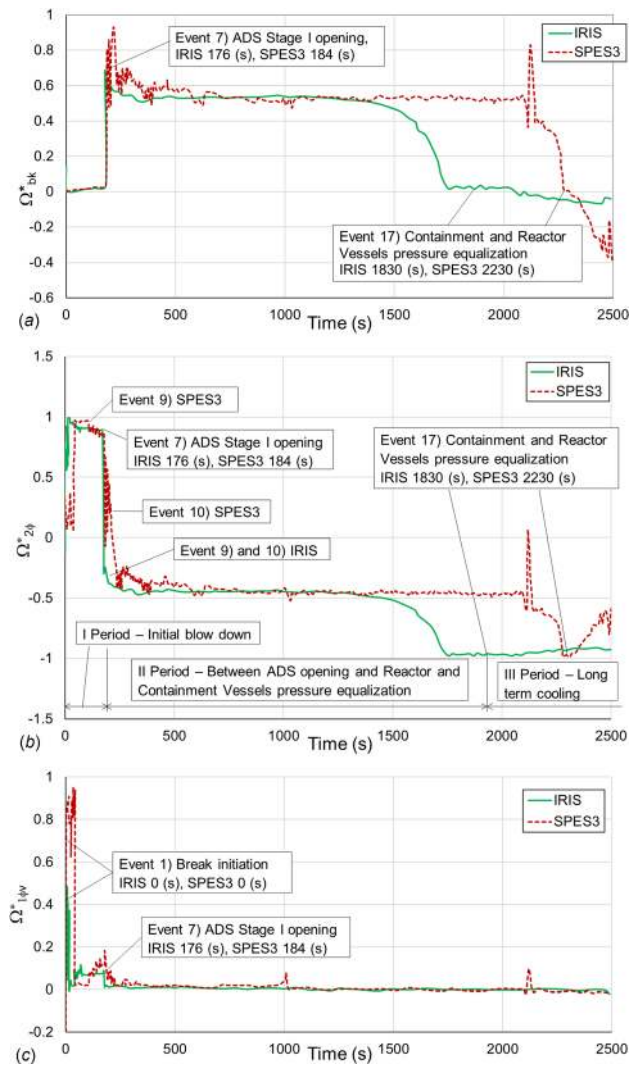 1
0.8
0.6
0.4
0.2
0
-0.2
-0.4
-0.6
Ω*bk
Event 7) ADS Stage I opening,
IRIS 176 (s), SPES3 184 (s)
IRIS
SPES3
Event 17) Containment and Reactor
Vessels pressure equalization
IRIS 1830 (s), SPES3 2230 (s)
0 500 1000 1500 2000 2500
(a) Time (s)
1.5
1
0.5
0
-0.5
-1
-1.5
Ω*2ϕ
Event 9) SPES3
IRIS
SPES3
Event 7) ADS Stage I opening
IRIS 176 (s), SPES3 184 (s)
Event 17) Containment and Reactor
Vessels pressure equalization
IRIS 1830 (s), SPES3 2230 (s)
Event 10) SPES3
Event 9) and 10) IRIS
I Period – Initial blow down
II Period – Between ADS opening and Reactor and
Containment Vessels pressure equalization
III Period – Long
term cooling
0 500 1000 1500 2000 2500
(b) Time (s)
1
0.8
0.6
0.4
0.2
0
-0.2
Ω*1ϕv
IRIS
SPES3
Event 1) Break initiation
IRIS 0 (s), SPES3 0 (s)
Event 7) ADS Stage I opening
IRIS 176 (s), SPES3 184 (s)
0 500 1000 1500 2000 2500
(c) Time (s)